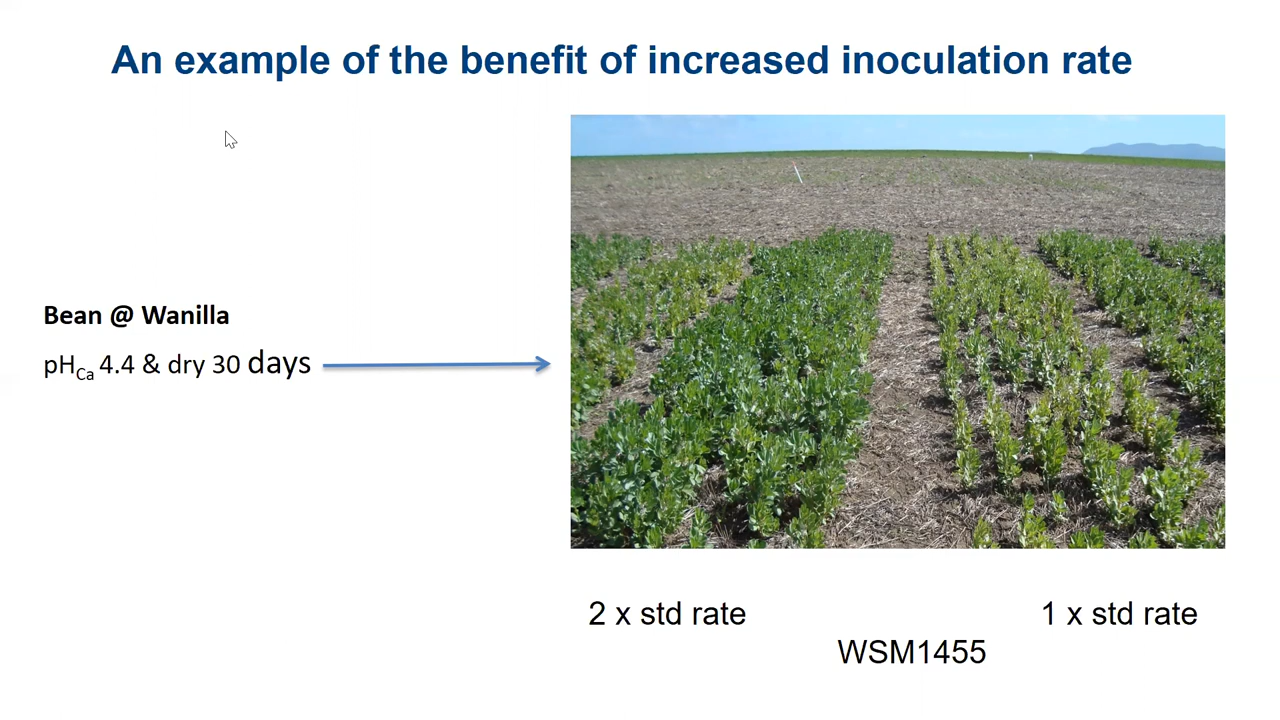 An example of the benefit of increased inoculation rate
Bean @ Wanilla
pHCa 4.4 & dry 30 days
2 x std rate
1 x std rate
WSM1455